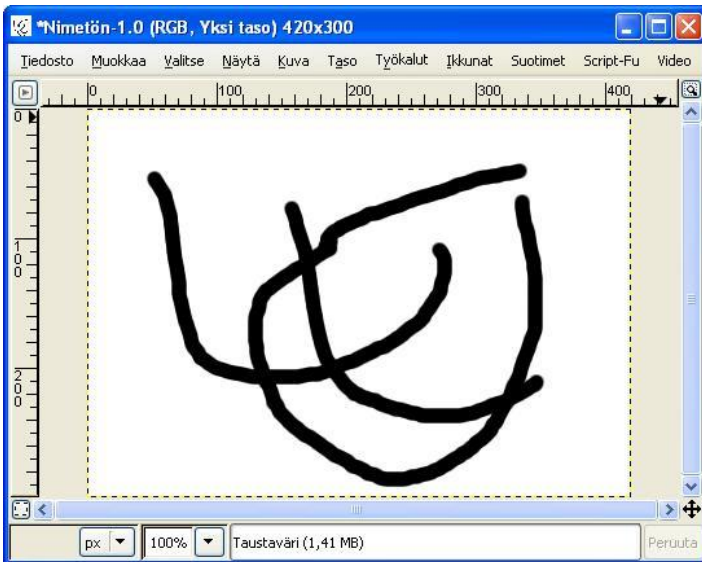 *Nimetön-1.0 (RGB, Yksi taso) 420x300
Tiedosto Muokkaa Valitse Näytä Kuva Taso Työkalut Ikkunat Suotimet Script-Fu Video
0 100 200 300 400
0
100
200
px 100% Taustaväri (1,41 MB) Peruuta